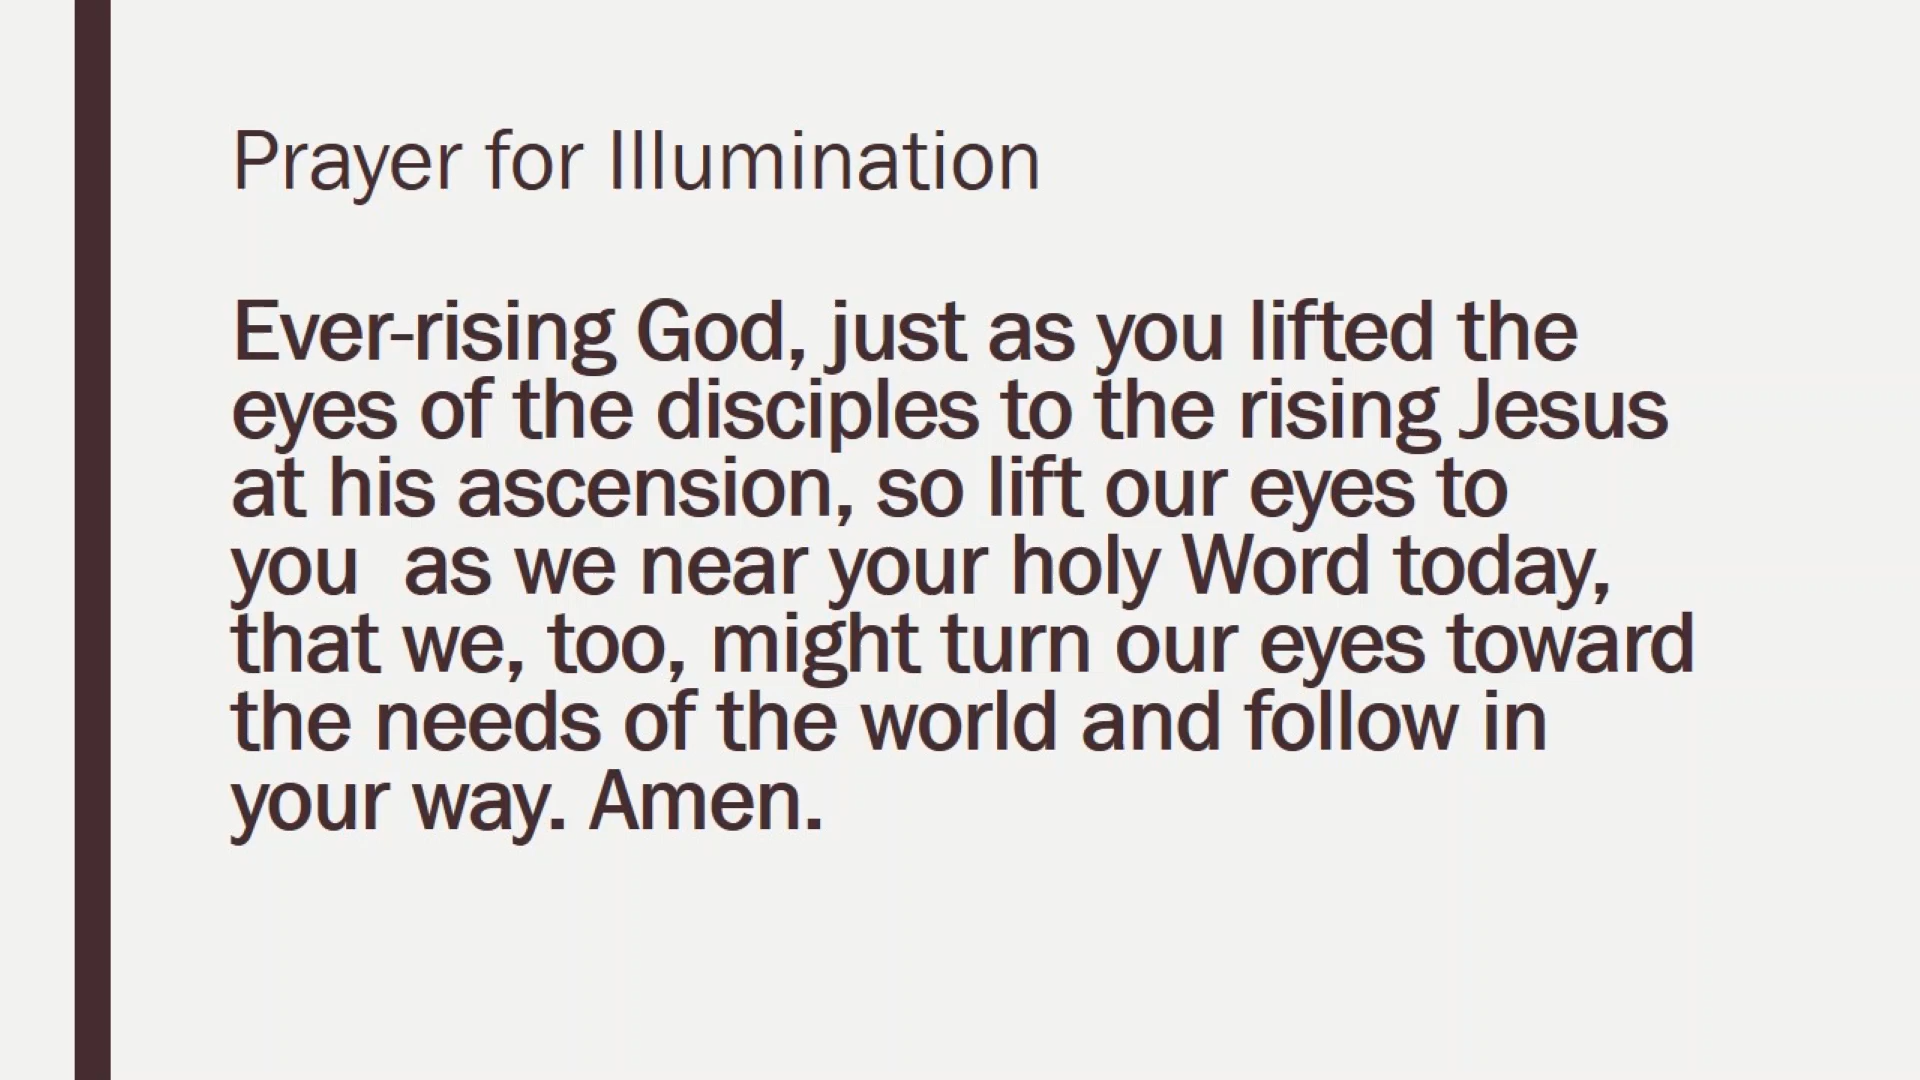 Prayer for Illumination
Ever-rising God, just as you lifted the
eyes of the disciples to the rising Jesus
at his ascension, so lift our eyes to
you  as we near your holy Word today,
that we, too, might turn our eyes toward
the needs of the world and follow in
your way. Amen.